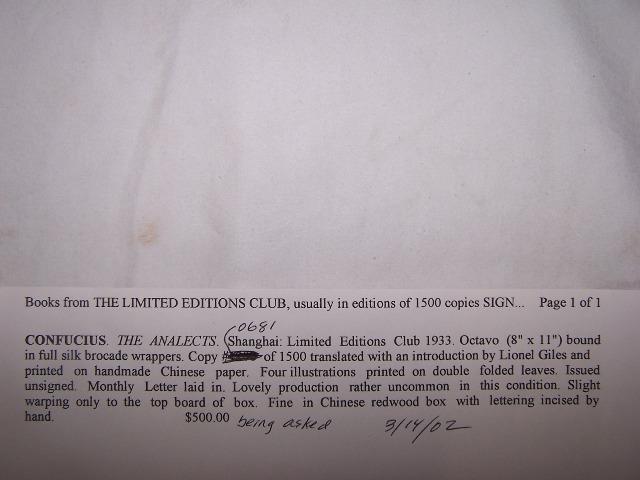 Books from THE LIMITED EDITIONS CLUB, usually in editions of 1500 copies SIGN... Page 1 of 1
0681
CONFUCIUS. THE ANALECTS. (Shanghai: Limited Editions Club 1933. Octavo (8" x 11") bound
in full silk brocade wrappers. Copy of 1500 translated with an introduction by Lionel Giles and
printed on handmade Chinese paper. Four illustrations printed on double folded leaves. Issued
unsigned. Monthly Letter laid in. Lovely production rather uncommon in this condition. Slight
warping only to the top board of box. Fine in Chinese redwood box with lettering incised by
hand. $500.00 being asked 3/14/02